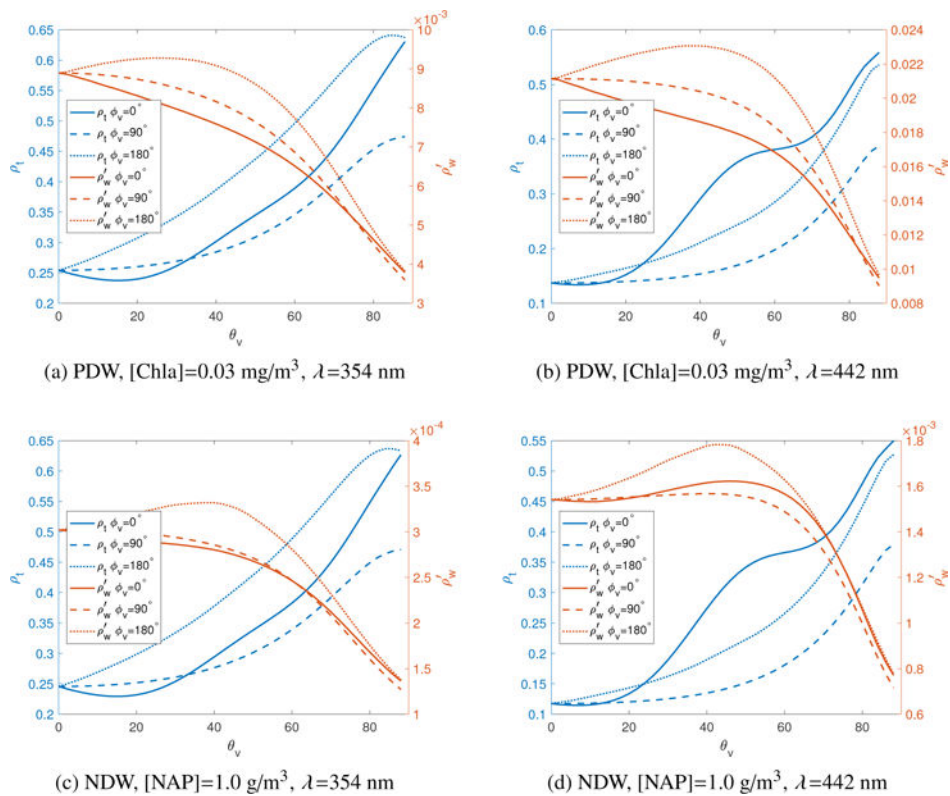 ×10⁻³
0.65
0.6
0.55
0.5
0.45
0.4
0.35
0.3
0.25
0.2
ρt
ρt ϕv=0°
ρt ϕv=90°
ρt ϕv=180°
ρ'w ϕv=0°
ρ'w ϕv=90°
ρ'w ϕv=180°
10
9
8
7
6
5
4
3
ρ'w
0 20 40 60 80
θv
(a) PDW, [Chla]=0.03 mg/m³, λ=354 nm
0.6
0.5
0.4
0.3
0.2
0.1
ρt
ρt ϕv=0°
ρt ϕv=90°
ρt ϕv=180°
ρ'w ϕv=0°
ρ'w ϕv=90°
ρ'w ϕv=180°
0.024
0.022
0.02
0.018
0.016
0.014
0.012
0.01
0.008
ρ'w
0 20 40 60 80
θv
(b) PDW, [Chla]=0.03 mg/m³, λ=442 nm
×10⁻⁴
0.65
0.6
0.55
0.5
0.45
0.4
0.35
0.3
0.25
0.2
ρt
ρt ϕv=0°
ρt ϕv=90°
ρt ϕv=180°
ρ'w ϕv=0°
ρ'w ϕv=90°
ρ'w ϕv=180°
4
3
2
1
ρ'w
0 20 40 60 80
θv
(c) NDW, [NAP]=1.0 g/m³, λ=354 nm
×10⁻³
0.55
0.5
0.45
0.4
0.35
0.3
0.25
0.2
0.15
0.1
ρt
ρt ϕv=0°
ρt ϕv=90°
ρt ϕv=180°
ρ'w ϕv=0°
ρ'w ϕv=90°
ρ'w ϕv=180°
1.8
1.6
1.4
1.2
1
0.8
0.6
ρ'w
0 20 40 60 80
θv
(d) NDW, [NAP]=1.0 g/m³, λ=442 nm